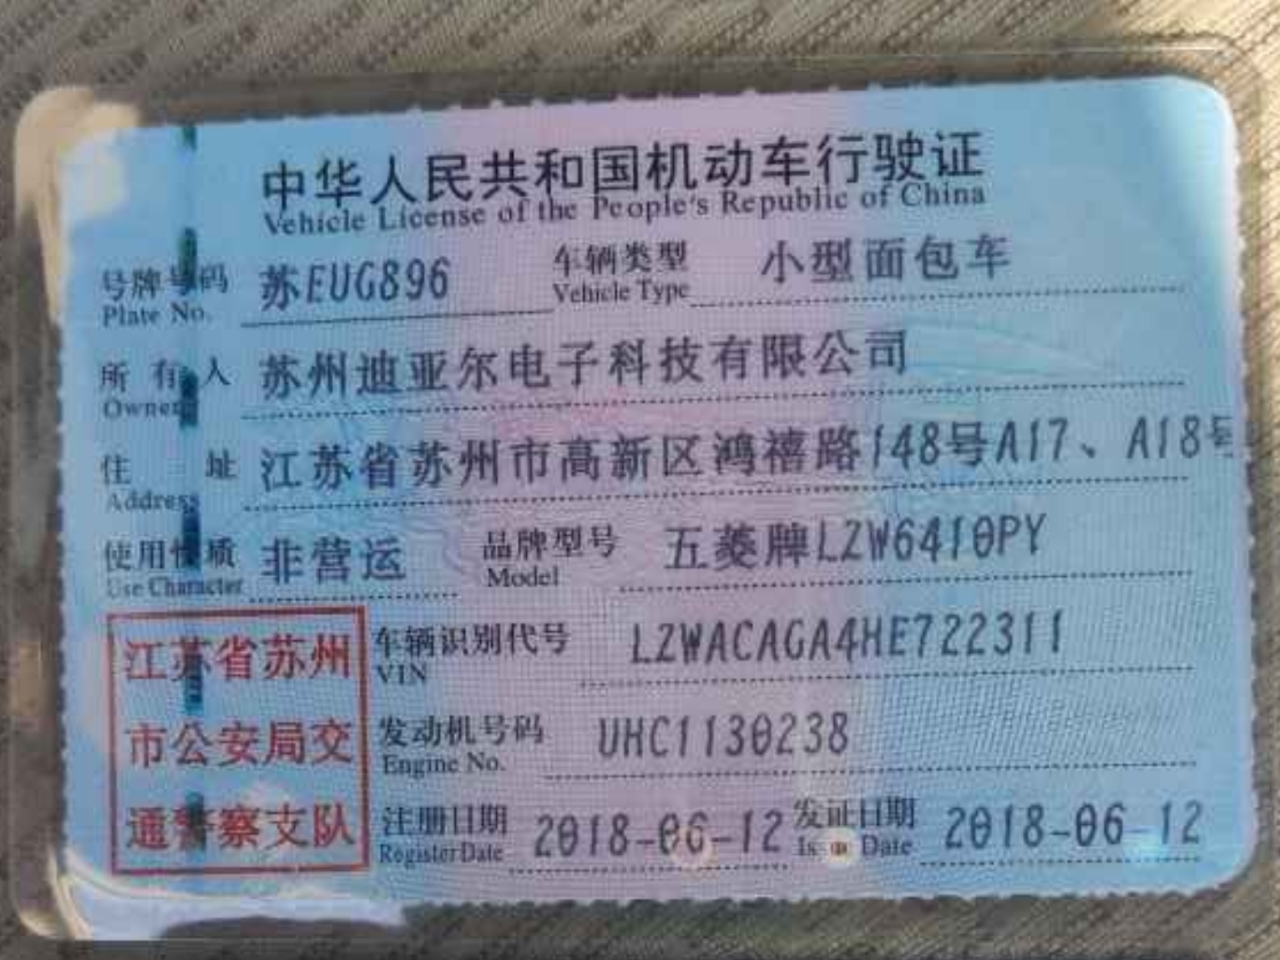 中华人民共和国机动车行驶证
Vehicle License of the People's Republic of China
号牌号码 苏EUG896 车辆类型 小型面包车
Plate No. Vehicle Type
所有人 苏州迪亚尔电子科技有限公司
Owner
住址 江苏省苏州市高新区鸿禧路148号A17、A18号
Address
使用性质 非营运 品牌型号 五菱牌LZW6410PY
Use Character Model
江苏省苏州
市公安局交
通警察支队
车辆识别代号 LZWACAGA4HE722311
VIN
发动机号码 UHC1130238
Engine No.
注册日期 2018-06-12 发证日期 2018-06-12
Register Date Issue Date